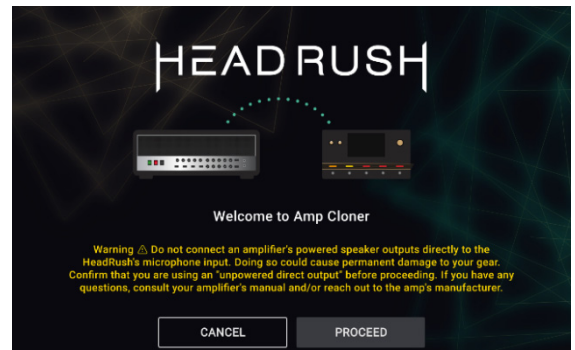 HEADRUSH
Welcome to Amp Cloner
Warning ⚠ Do not connect an amplifier's powered speaker outputs directly to the
HeadRush's microphone input. Doing so could cause permanent damage to your gear.
Confirm that you are using an "unpowered direct output" before proceeding. If you have any
questions, consult your amplifier's manual and/or reach out to the amp's manufacturer.
CANCEL
PROCEED